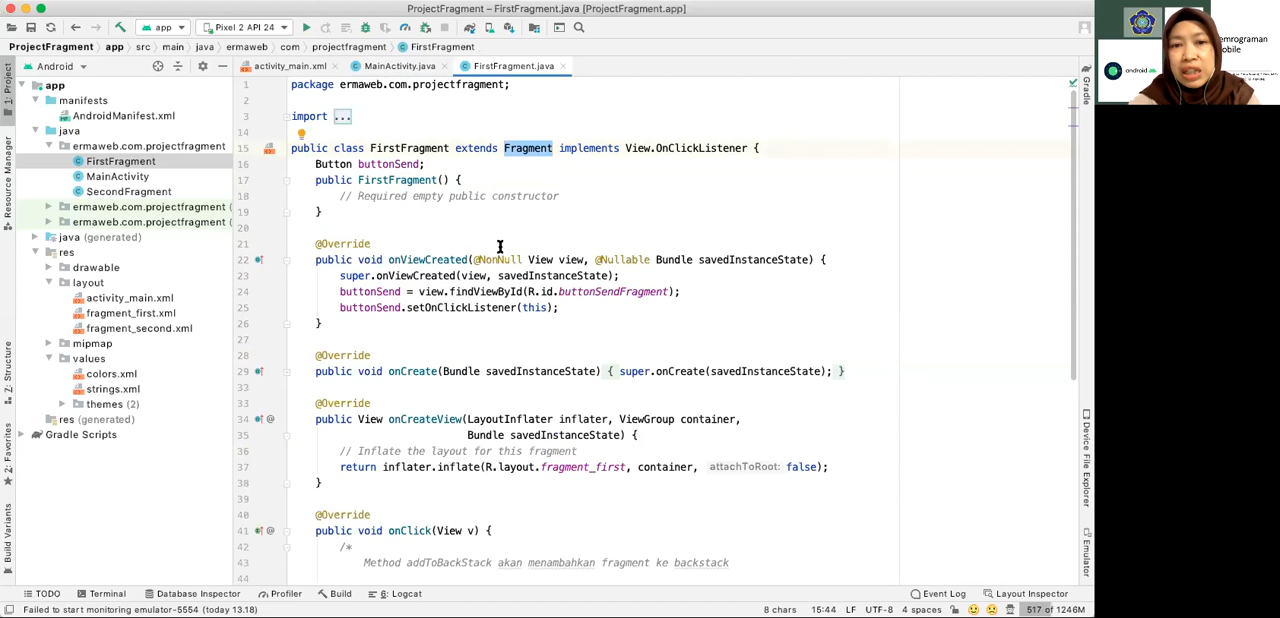 ProjectFragment – FirstFragment.java [ProjectFragment.app]
app
Pixel 2 API 24
ProjectFragment
app
src
main
java
ermaweb
com
projectfragment
FirstFragment
Android
activity_main.xml
MainActivity.java
FirstFragment.java
1: Project
Resource Manager
7: Structure
2: Favorites
Build Variants
app
manifests
AndroidManifest.xml
java
ermaweb.com.projectfragment
FirstFragment
MainActivity
SecondFragment
ermaweb.com.projectfragment (
ermaweb.com.projectfragment (
java (generated)
res
drawable
layout
activity_main.xml
fragment_first.xml
fragment_second.xml
mipmap
values
colors.xml
strings.xml
themes (2)
res (generated)
Gradle Scripts
1 package ermaweb.com.projectfragment;
2
3 import ...
14
15 public class FirstFragment extends Fragment implements View.OnClickListener {
16 Button buttonSend;
17 public FirstFragment() {
18 // Required empty public constructor
19 }
20
21 @Override
22 public void onViewCreated(@NonNull View view, @Nullable Bundle savedInstanceState) {
23 super.onViewCreated(view, savedInstanceState);
24 buttonSend = view.findViewById(R.id.buttonSendFragment);
25 buttonSend.setOnClickListener(this);
26 }
27
28 @Override
29 public void onCreate(Bundle savedInstanceState) { super.onCreate(savedInstanceState); }
32
33 @Override
34 public View onCreateView(LayoutInflater inflater, ViewGroup container,
35 Bundle savedInstanceState) {
36 // Inflate the layout for this fragment
37 return inflater.inflate(R.layout.fragment_first, container, attachToRoot: false);
38 }
39
40 @Override
41 public void onClick(View v) {
42 /*
43 Method addToBackStack akan menambahkan fragment ke backstack
44
Gradle
Device File Explorer
Emulator
emrograman
obile
android
TODO
Terminal
Database Inspector
Profiler
Build
6: Logcat
Event Log
Layout Inspector
Failed to start monitoring emulator-5554 (today 13.18)
8 chars
15:44
LF
UTF-8
4 spaces
517 of 1246M